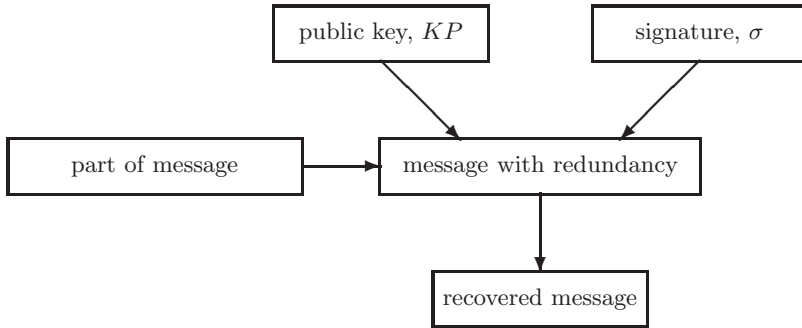 public key, KP
signature, σ
part of message
message with redundancy
recovered message